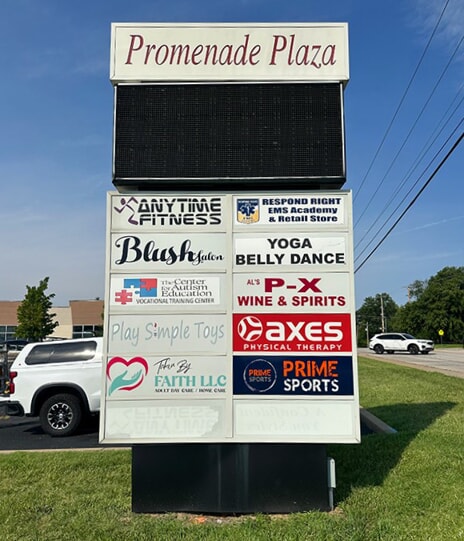 Promenade Plaza
ANYTIME
FITNESS
RESPOND RIGHT
EMS Academy
& Retail Store
Blush Salon
YOGA
BELLY DANCE
The Center
for Autism
Education
VOCATIONAL TRAINING CENTER
AL'S P-X
WINE & SPIRITS
Play Simple Toys
AXES
PHYSICAL THERAPY
Taken By
FAITH LLC
ADULT DAY CARE / HOME CARE
PRIME
SPORTS
PRIME
SPORTS